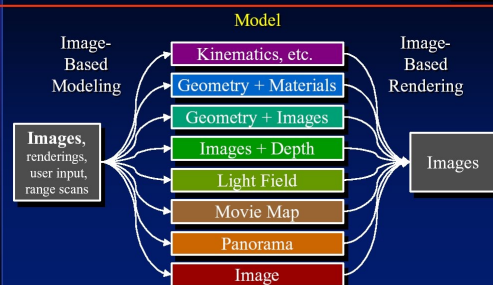 Model
Image-
Based
Modeling
Image-
Based
Rendering
Kinematics, etc.
Geometry + Materials
Geometry + Images
Images + Depth
Light Field
Movie Map
Panorama
Image
Images,
renderings,
user input,
range scans
Images